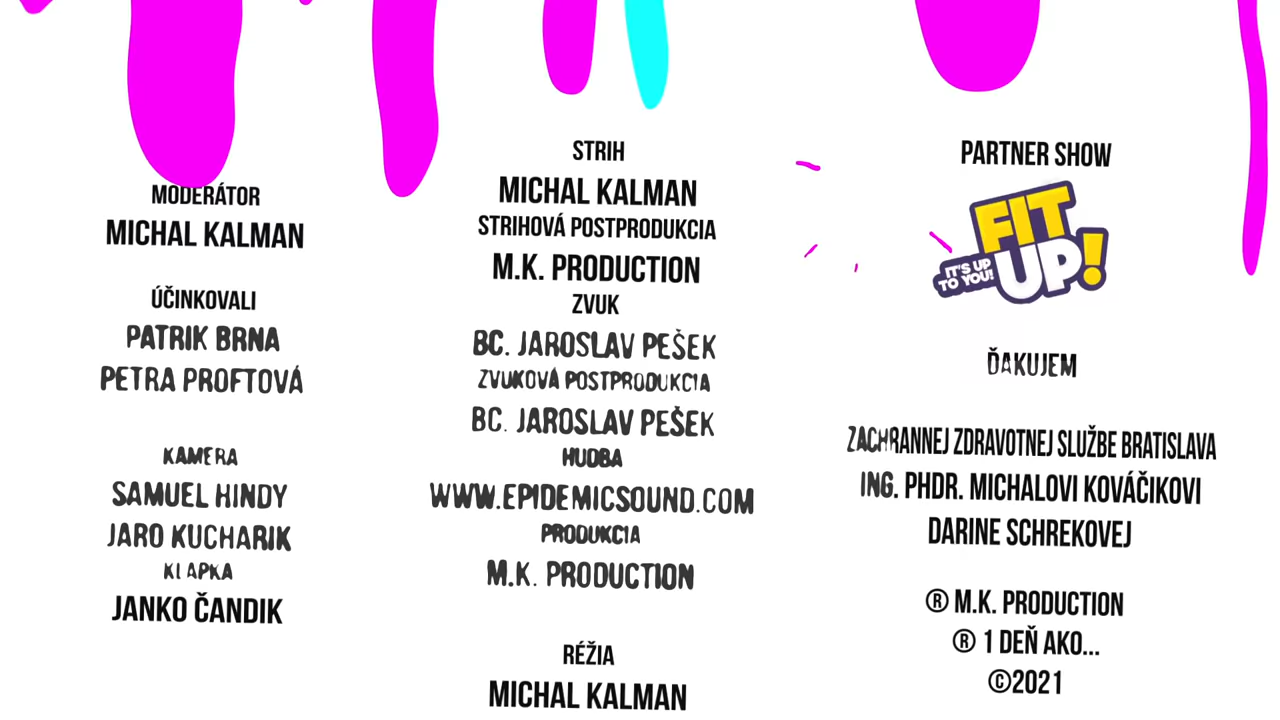 MODERÁTOR
MICHAL KALMAN
ÚČINKOVALI
PATRIK BRNA
PETRA PROFTOVÁ
KAMERA
SAMUEL HINDY
JARO KUCHARIK
KLAPKA
JANKO ČANDIK
STRIH
MICHAL KALMAN
STRIHOVÁ POSTPRODUKCIA
M.K. PRODUCTION
ZVUK
BC. JAROSLAV PEŠEK
ZVUKOVÁ POSTPRODUKCIA
BC. JAROSLAV PEŠEK
HUDBA
WWW.EPIDEMICSOUND.COM
PRODUKCIA
M.K. PRODUCTION
RÉŽIA
MICHAL KALMAN
PARTNER SHOW
FIT
UP!
IT'S UP
TO YOU!
ĎAKUJEM
ZACHRANNEJ ZDRAVOTNEJ SLUŽBE BRATISLAVA
ING. PHDR. MICHALOVI KOVÁČIKOVI
DARINE SCHREKOVEJ
® M.K. PRODUCTION
® 1 DEŇ AKO...
©2021